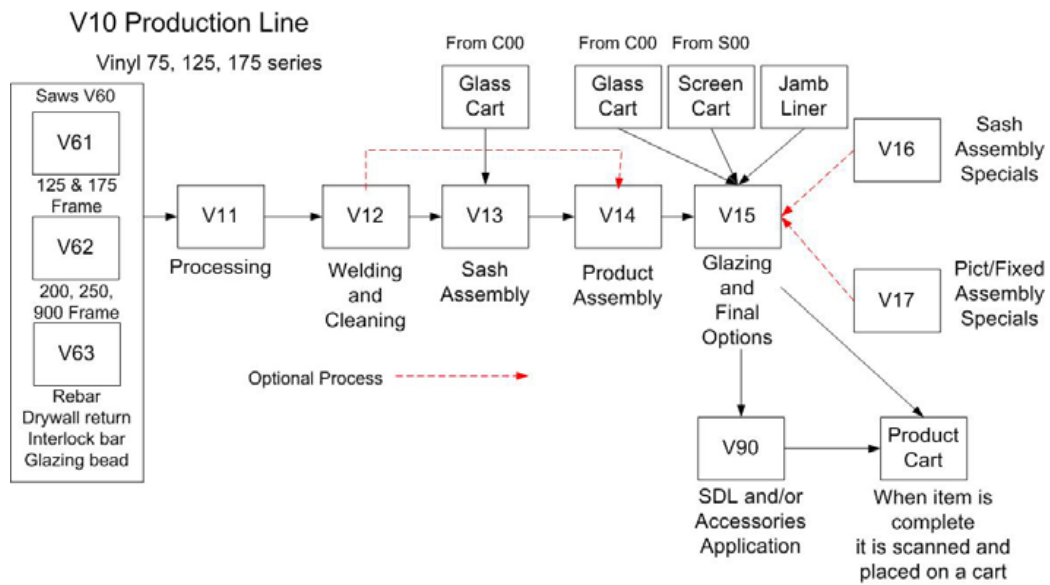 V10 Production Line
Vinyl 75, 125, 175 series
Saws V60
V61
125 & 175
Frame
V62
200, 250,
900 Frame
V63
Rebar
Drywall return
Interlock bar
Glazing bead
V11
Processing
V12
Welding
and
Cleaning
From C00
Glass
Cart
V13
Sash
Assembly
V14
Product
Assembly
From C00
Glass
Cart
From S00
Screen
Cart
Jamb
Liner
V15
Glazing
and
Final
Options
V16
Sash
Assembly
Specials
V17
Pict/Fixed
Assembly
Specials
Optional Process
V90
SDL and/or
Accessories
Application
Product
Cart
When item is
complete
it is scanned and
placed on a cart